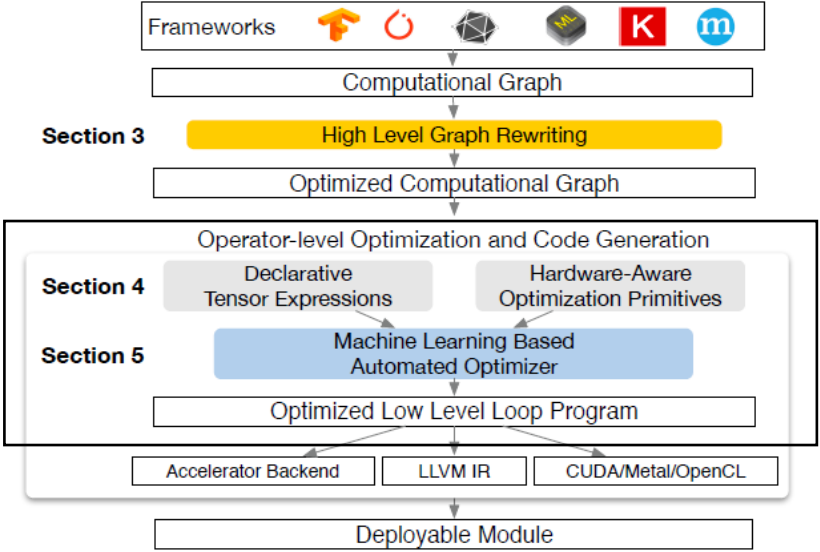 Frameworks
ML
K
m
Computational Graph
Section 3
High Level Graph Rewriting
Optimized Computational Graph
Operator-level Optimization and Code Generation
Section 4
Declarative
Tensor Expressions
Hardware-Aware
Optimization Primitives
Section 5
Machine Learning Based
Automated Optimizer
Optimized Low Level Loop Program
Accelerator Backend
LLVM IR
CUDA/Metal/OpenCL
Deployable Module